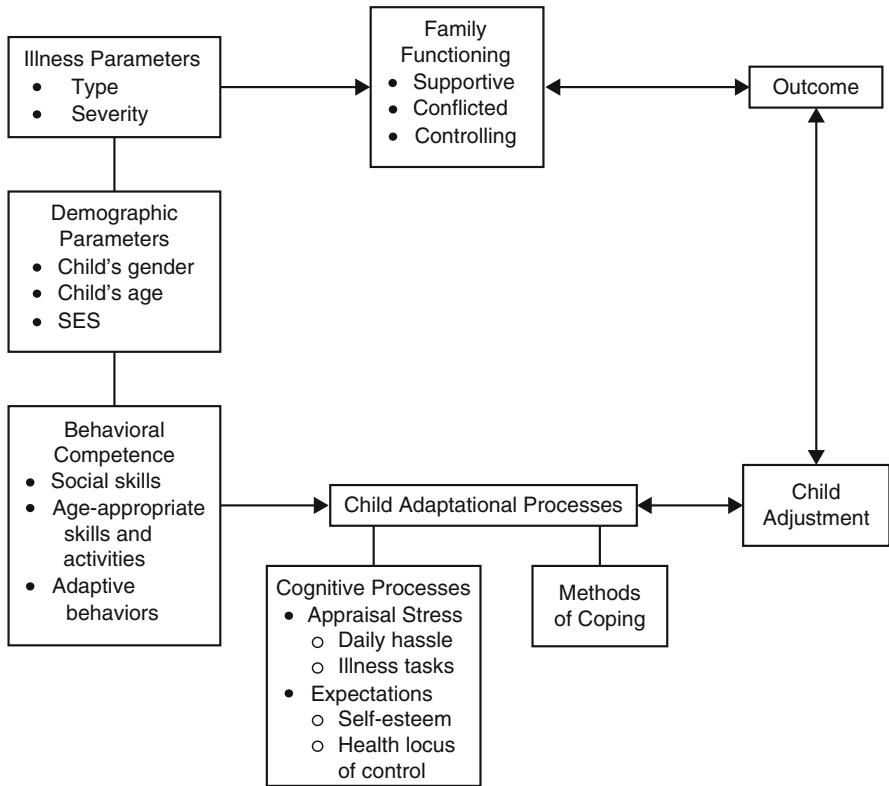 Illness Parameters
• Type
• Severity
Family
Functioning
• Supportive
• Conflicted
• Controlling
Outcome
Demographic
Parameters
• Child’s gender
• Child’s age
• SES
Behavioral
Competence
• Social skills
• Age-appropriate
skills and
activities
• Adaptive
behaviors
Child Adaptational Processes
Child
Adjustment
Cognitive Processes
• Appraisal Stress
o Daily hassle
o Illness tasks
• Expectations
o Self-esteem
o Health locus
of control
Methods
of Coping